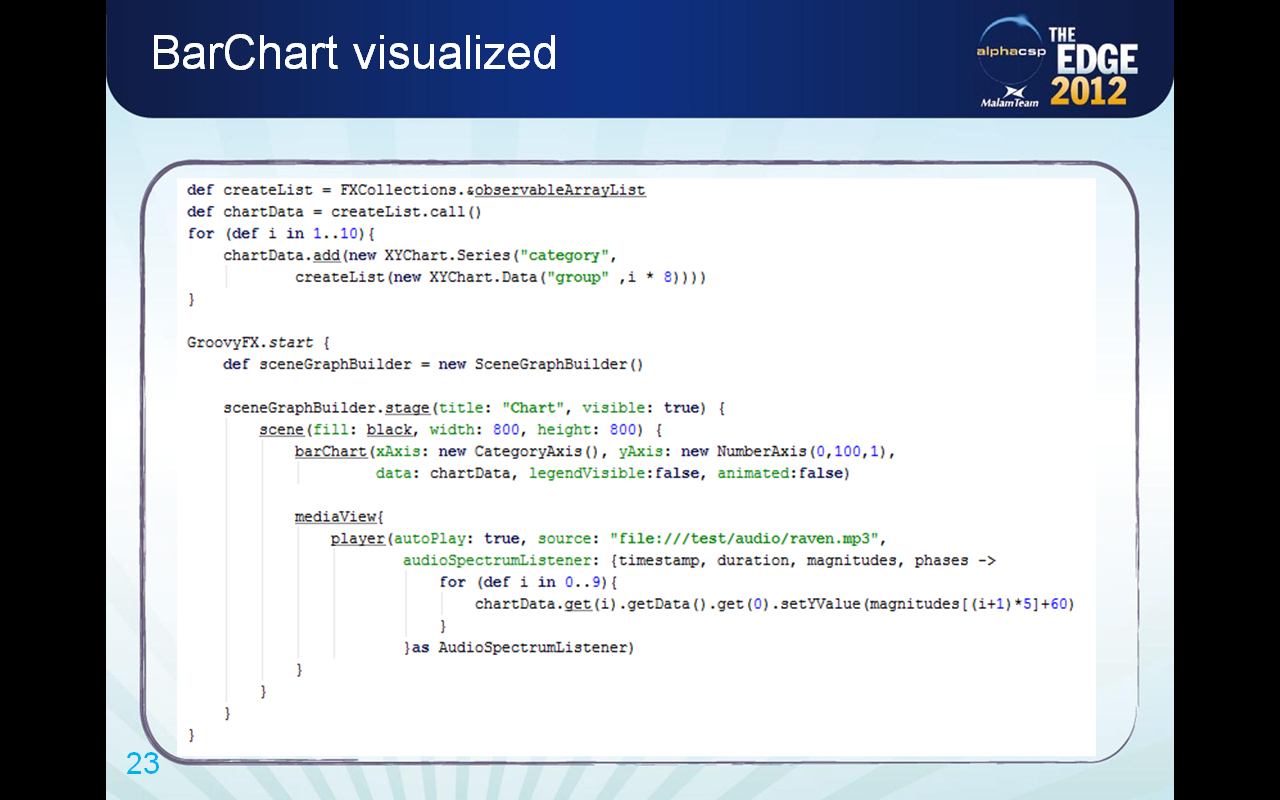 BarChart visualized
alphacsp
MalamTeam
THE
EDGE
2012
def createList = FXCollections.&observableArrayList
def chartData = createList.call()
for (def i in 1..10){
chartData.add(new XYChart.Series("category",
createList(new XYChart.Data("group" ,i * 8))))
}
GroovyFX.start {
def sceneGraphBuilder = new SceneGraphBuilder()
sceneGraphBuilder.stage(title: "Chart", visible: true) {
scene(fill: black, width: 800, height: 800) {
barChart(xAxis: new CategoryAxis(), yAxis: new NumberAxis(0,100,1),
data: chartData, legendVisible:false, animated:false)
mediaView{
player(autoPlay: true, source: "file:///test/audio/raven.mp3",
audioSpectrumListener: {timestamp, duration, magnitudes, phases ->
for (def i in 0..9){
chartData.get(i).getData().get(0).setYValue(magnitudes[(i+1)*5]+60)
}
}as AudioSpectrumListener)
}
}
}
}
23